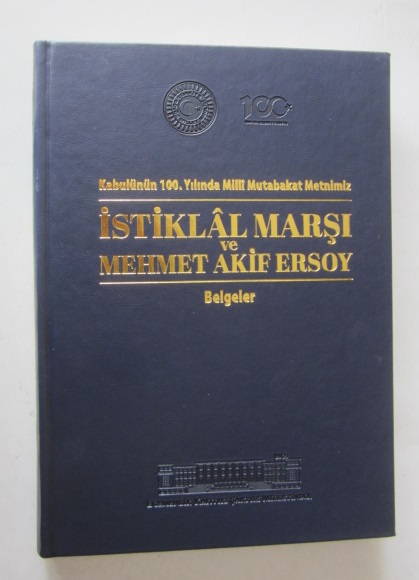 100
Kabulünün 100. Yılında Millî Mutabakat Metnimiz
İSTİKLÂL MARŞI
ve
MEHMET AKİF ERSOY
Belgeler